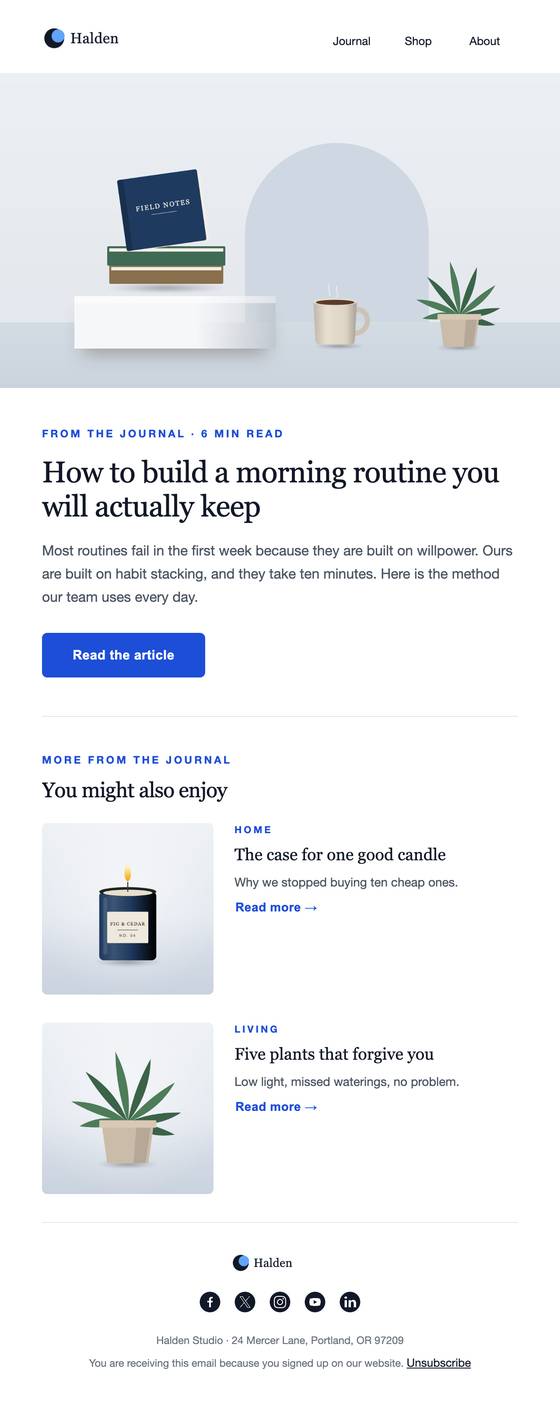 Halden
Journal
Shop
About
FIELD NOTES
FROM THE JOURNAL · 6 MIN READ
How to build a morning routine you
will actually keep
Most routines fail in the first week because they are built on willpower. Ours
are built on habit stacking, and they take ten minutes. Here is the method
our team uses every day.
Read the article
MORE FROM THE JOURNAL
You might also enjoy
FIG & CEDAR
NO. 04
HOME
The case for one good candle
Why we stopped buying ten cheap ones.
Read more →
LIVING
Five plants that forgive you
Low light, missed waterings, no problem.
Read more →
Halden
Halden Studio · 24 Mercer Lane, Portland, OR 97209
You are receiving this email because you signed up on our website. Unsubscribe